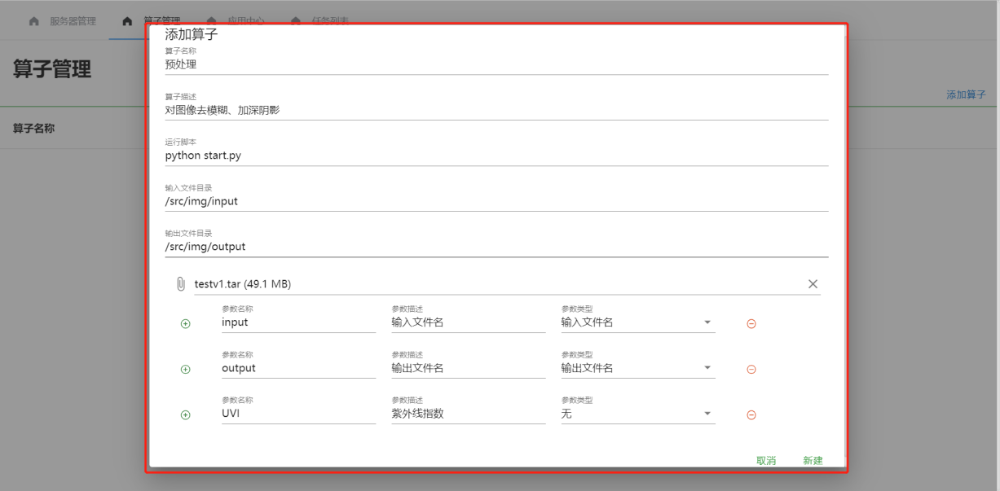 服务器管理 算子管理 应用中心 任务列表
算子管理
添加算子
算子名称
添加算子
算子名称
预处理
算子描述
对图像去模糊、加深阴影
运行脚本
python start.py
输入文件目录
/src/img/input
输出文件目录
/src/img/output
testv1.tar (49.1 MB)
参数名称 参数描述 参数类型
input 输入文件名 输入文件名
参数名称 参数描述 参数类型
output 输出文件名 输出文件名
参数名称 参数描述 参数类型
UVI 紫外线指数 无
取消 新建